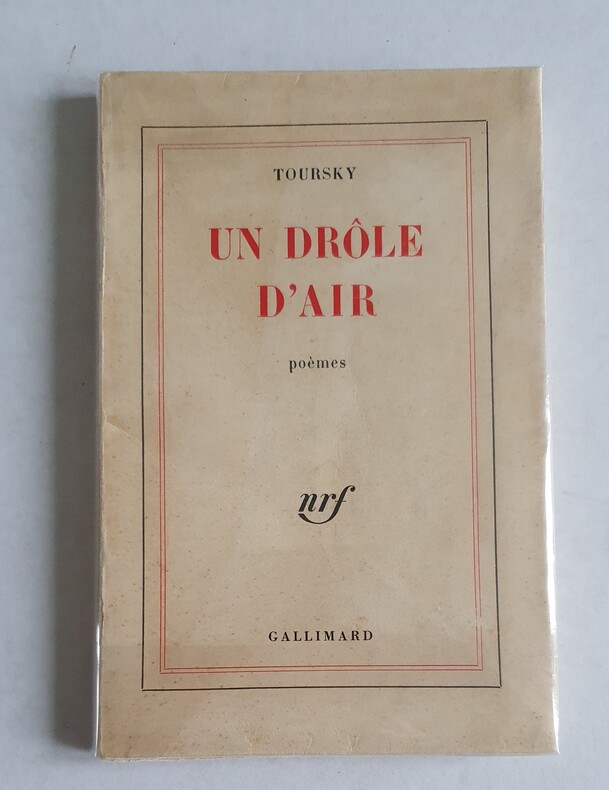 TOURSKY
UN DRÔLE
D'AIR
poèmes
nrf
GALLIMARD